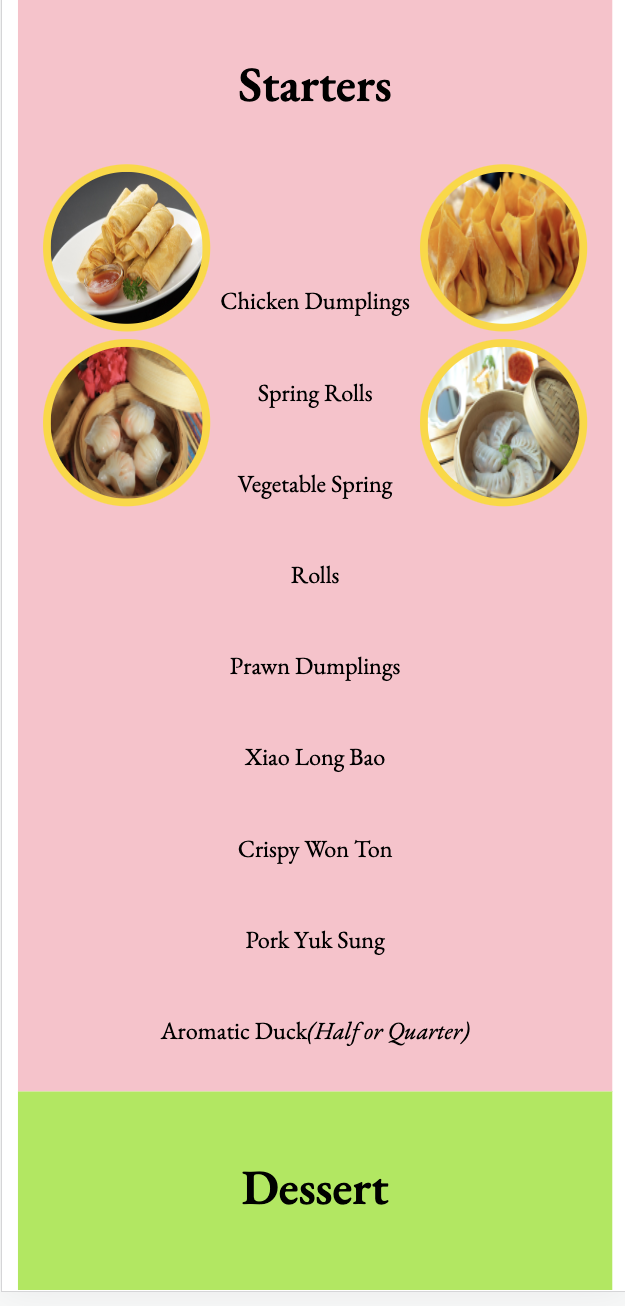 Starters
Chicken Dumplings
Spring Rolls
Vegetable Spring
Rolls
Prawn Dumplings
Xiao Long Bao
Crispy Won Ton
Pork Yuk Sung
Aromatic Duck(Half or Quarter)
Dessert